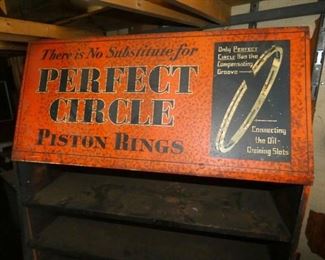 There is No Substitute for
PERFECT
CIRCLE
PISTON RINGS
Only PERFECT
CIRCLE Has the
Compensating
Groove
Connecting
the Oil-
Draining Slots